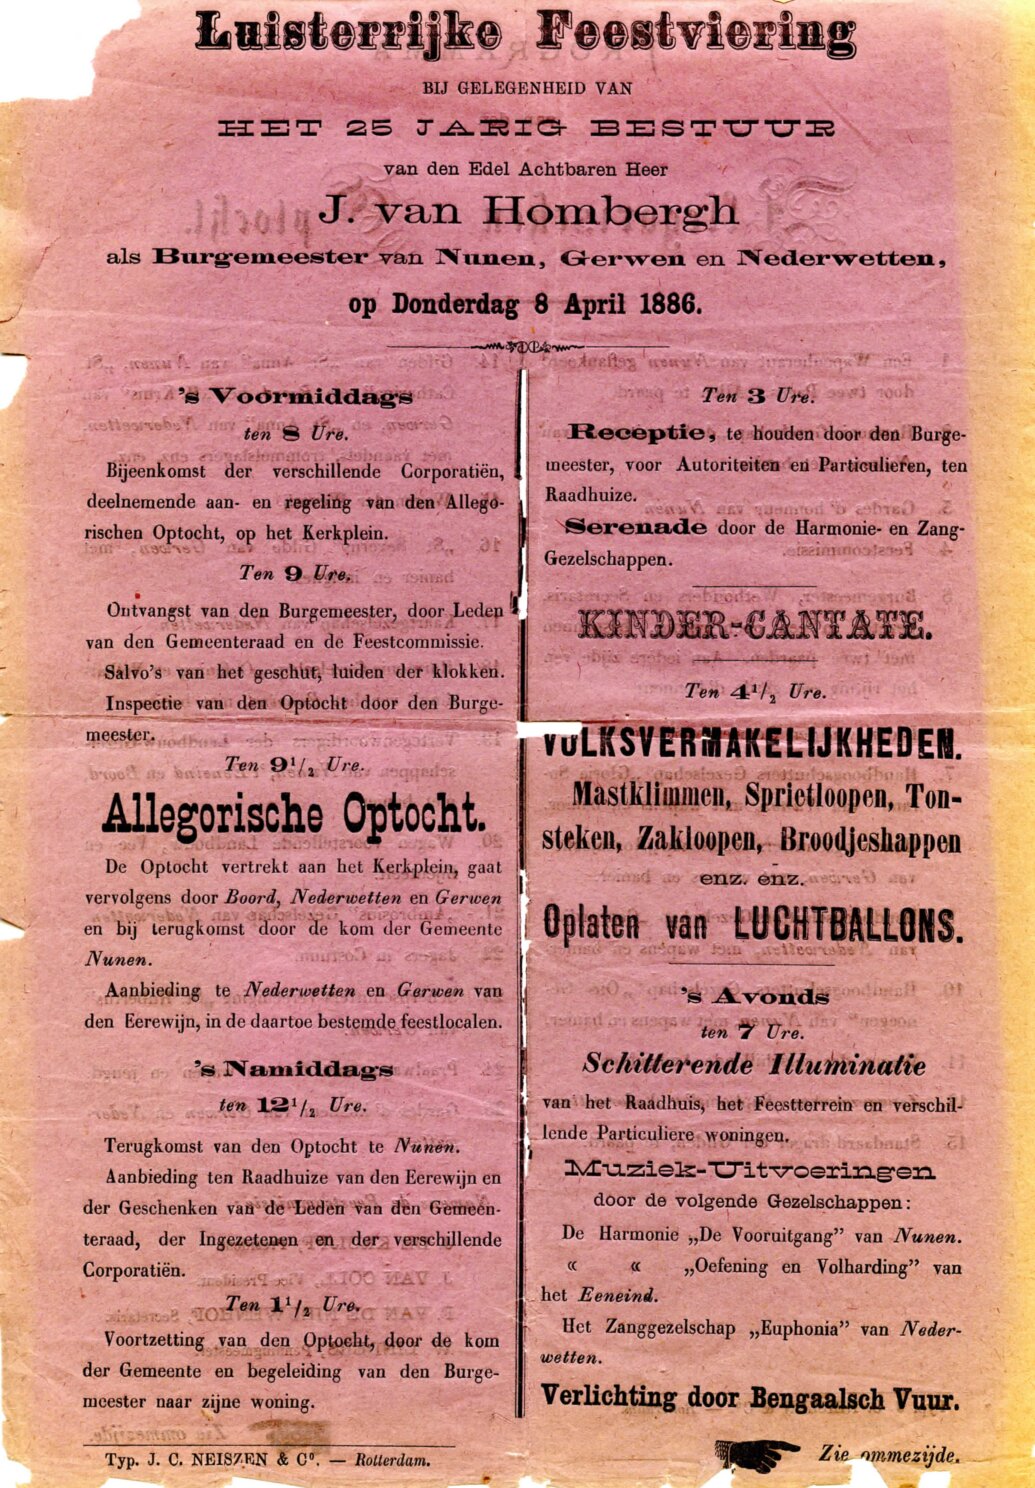 Luisterrijke Feestviering
BIJ GELEGENHEID VAN
HET 25 JARIG BESTUUR
van den Edel Achtbaren Heer
J. van Hombergh
als Burgemeester van Nunen, Gerwen en Nederwetten,
op Donderdag 8 April 1886.
's Voormiddags
ten 8 Ure.
Bijeenkomst der verschillende Corporatiën,
deelnemende aan- en regeling van den Allego-
rischen Optocht, op het Kerkplein.
Ten 9 Ure.
Ontvangst van den Burgemeester, door Leden
van den Gemeenteraad en de Feestcommissie.
Salvo's van het geschut, luiden der klokken.
Inspectie van den Optocht door den Burge-
meester.
Ten 9 1/2 Ure.
Allegorische Optocht.
De Optocht vertrekt aan het Kerkplein, gaat
vervolgens door Boord, Nederwetten en Gerwen
en bij terugkomst door de kom der Gemeente
Nunen.
Aanbieding te Nederwetten en Gerwen van
den Eerewijn, in de daartoe bestemde feestlocalen.
's Namiddags
ten 12 1/2 Ure.
Terugkomst van den Optocht te Nunen.
Aanbieding ten Raadhuize van den Eerewijn en
der Geschenken van de Leden van den Gemeen-
teraad, der Ingezetenen en der verschillende
Corporatiën.
Ten 1 1/2 Ure.
Voortzetting van den Optocht, door de kom
der Gemeente en begeleiding van den Burge-
meester naar zijne woning.
Typ. J. C. NEISZEN & Co. — Rotterdam.
Ten 3 Ure.
Receptie, te houden door den Burge-
meester, voor Autoriteiten en Particulieren, ten
Raadhuize.
Serenade door de Harmonie- en Zang-
Gezelschappen.
KINDER-CANTATE.
Ten 4 1/2 Ure.
VOLKSVERMAKELIJKHEDEN.
Mastklimmen, Sprietloopen, Ton-
steken, Zakloopen, Broodjeshappen
enz. enz.
Oplaten van LUCHTBALLONS.
's Avonds
ten 7 Ure.
Schitterende Illuminatie
van het Raadhuis, het Feestterrein en verschil-
lende Particuliere woningen.
Muziek-Uitvoeringen
door de volgende Gezelschappen:
De Harmonie „De Vooruitgang” van Nunen.
« « „Oefening en Volharding” van
het Eeneind.
Het Zanggezelschap „Euphonia” van Neder-
wetten.
Verlichting door Bengaalsch Vuur.
Zie ommezijde.